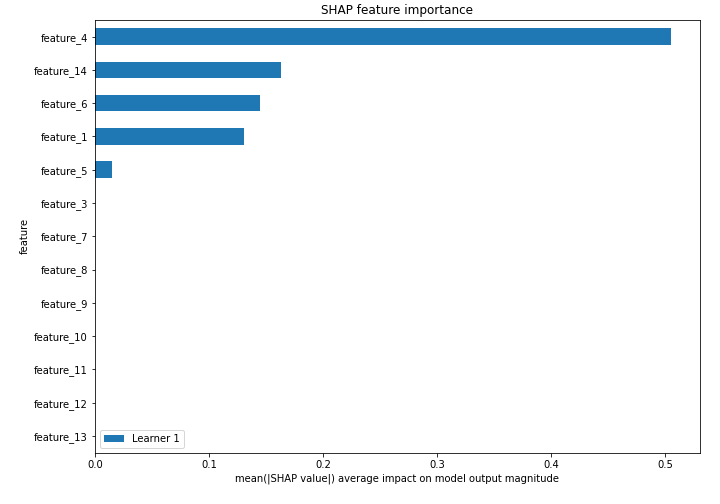 SHAP feature importance
feature_4
feature_14
feature_6
feature_1
feature_5
feature_3
feature_7
feature_8
feature_9
feature_10
feature_11
feature_12
feature_13
feature
Learner 1
0.0 0.1 0.2 0.3 0.4 0.5
mean(|SHAP value|) average impact on model output magnitude